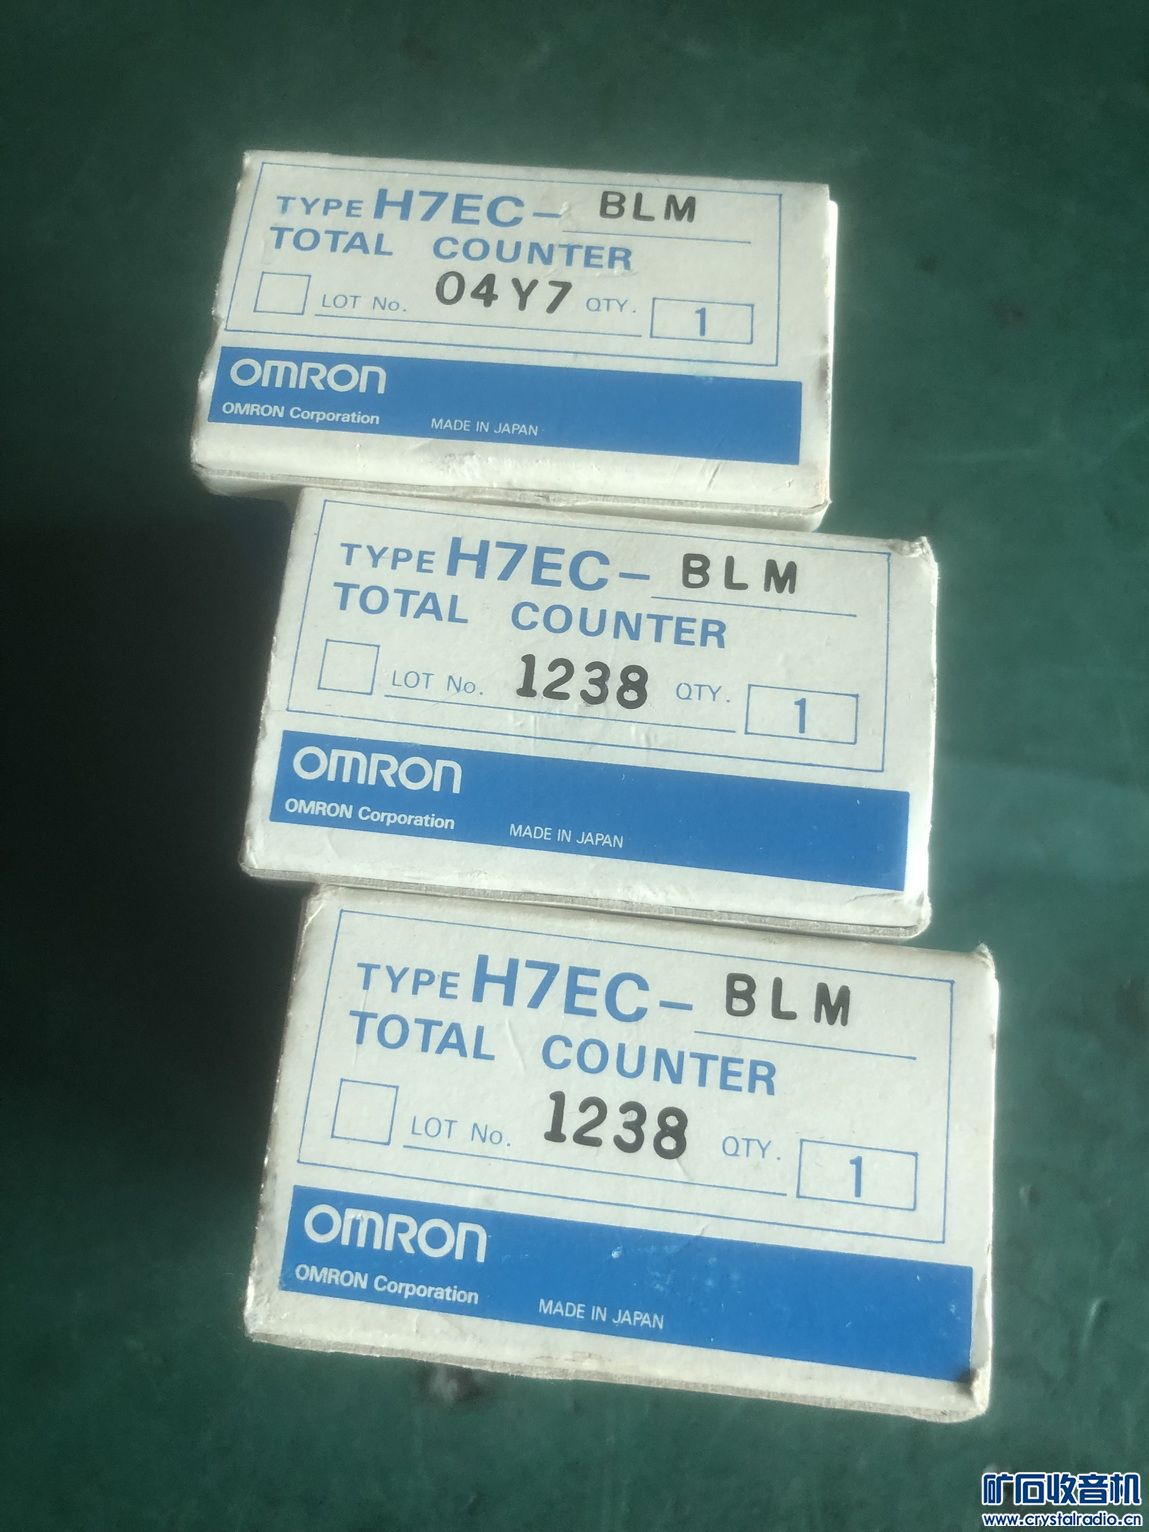 TYPE H7EC- BLM
TOTAL COUNTER
LOT No. 04Y7 QTY. 1
OMRON
OMRON Corporation MADE IN JAPAN
TYPE H7EC- BLM
TOTAL COUNTER
LOT No. 1238 QTY. 1
OMRON
OMRON Corporation MADE IN JAPAN
TYPE H7EC- BLM
TOTAL COUNTER
LOT No. 1238 QTY. 1
OMRON
OMRON Corporation MADE IN JAPAN
矿石收音机
www.crystalradio.cn